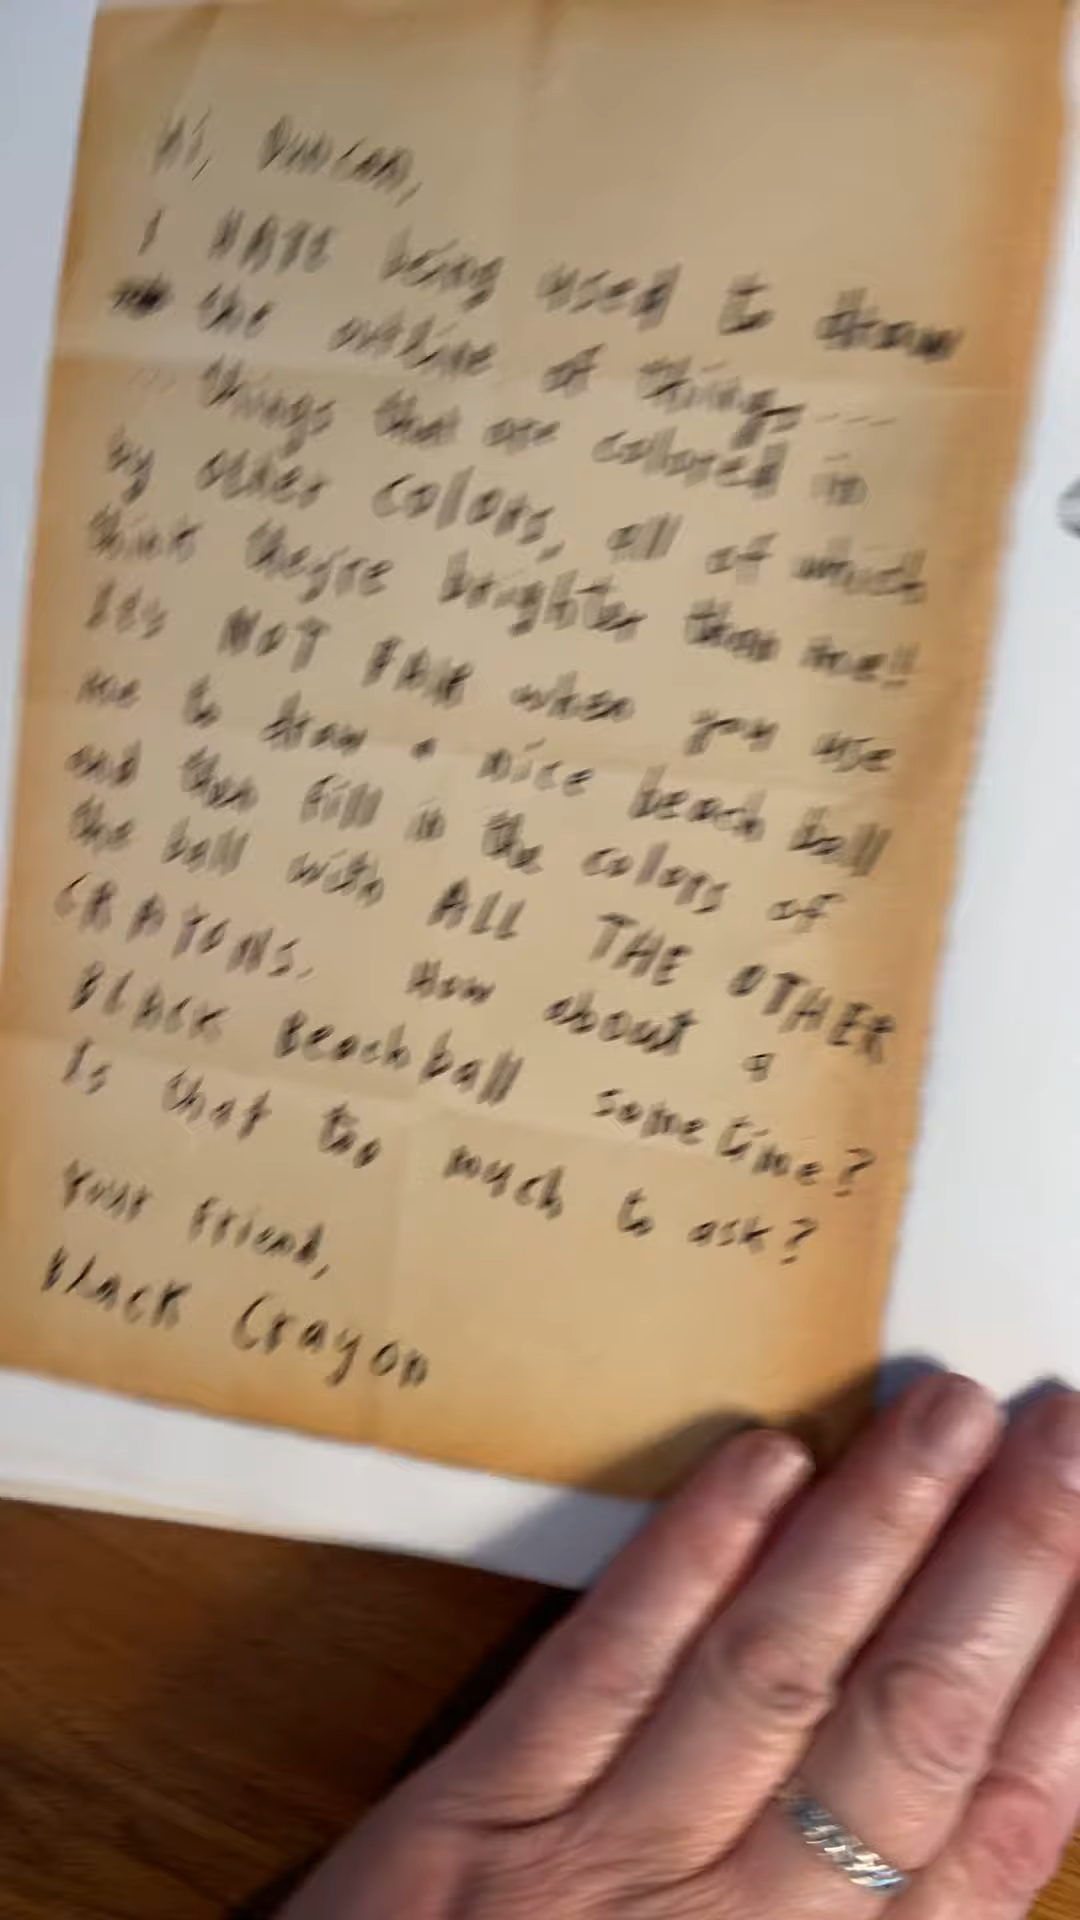 Hi, Duncan,
I HATE being used to draw
the outline of things....
... things that are colored in
by other colors, all of which
think they're brighter than me!!
It's NOT FAIR when you use
me to draw a nice beach ball
and then fill in the colors of
the ball with ALL THE OTHER
CRAYONS. How about a
BLACK Beach ball sometime?
Is that too much to ask?
Your friend,
Black Crayon